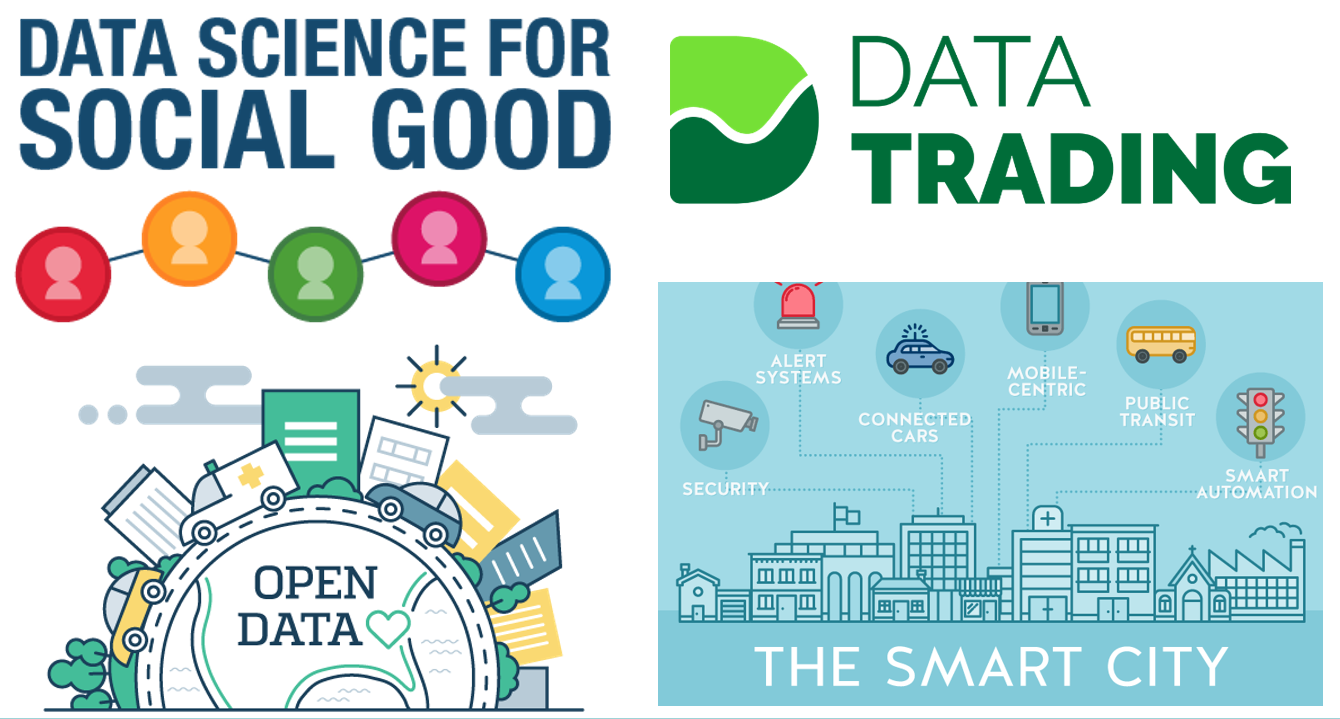 DATA SCIENCE FOR
SOCIAL GOOD
DATA
TRADING
OPEN
DATA
ALERT
SYSTEMS
CONNECTED
CARS
MOBILE-
CENTRIC
PUBLIC
TRANSIT
SECURITY
SMART
AUTOMATION
THE SMART CITY